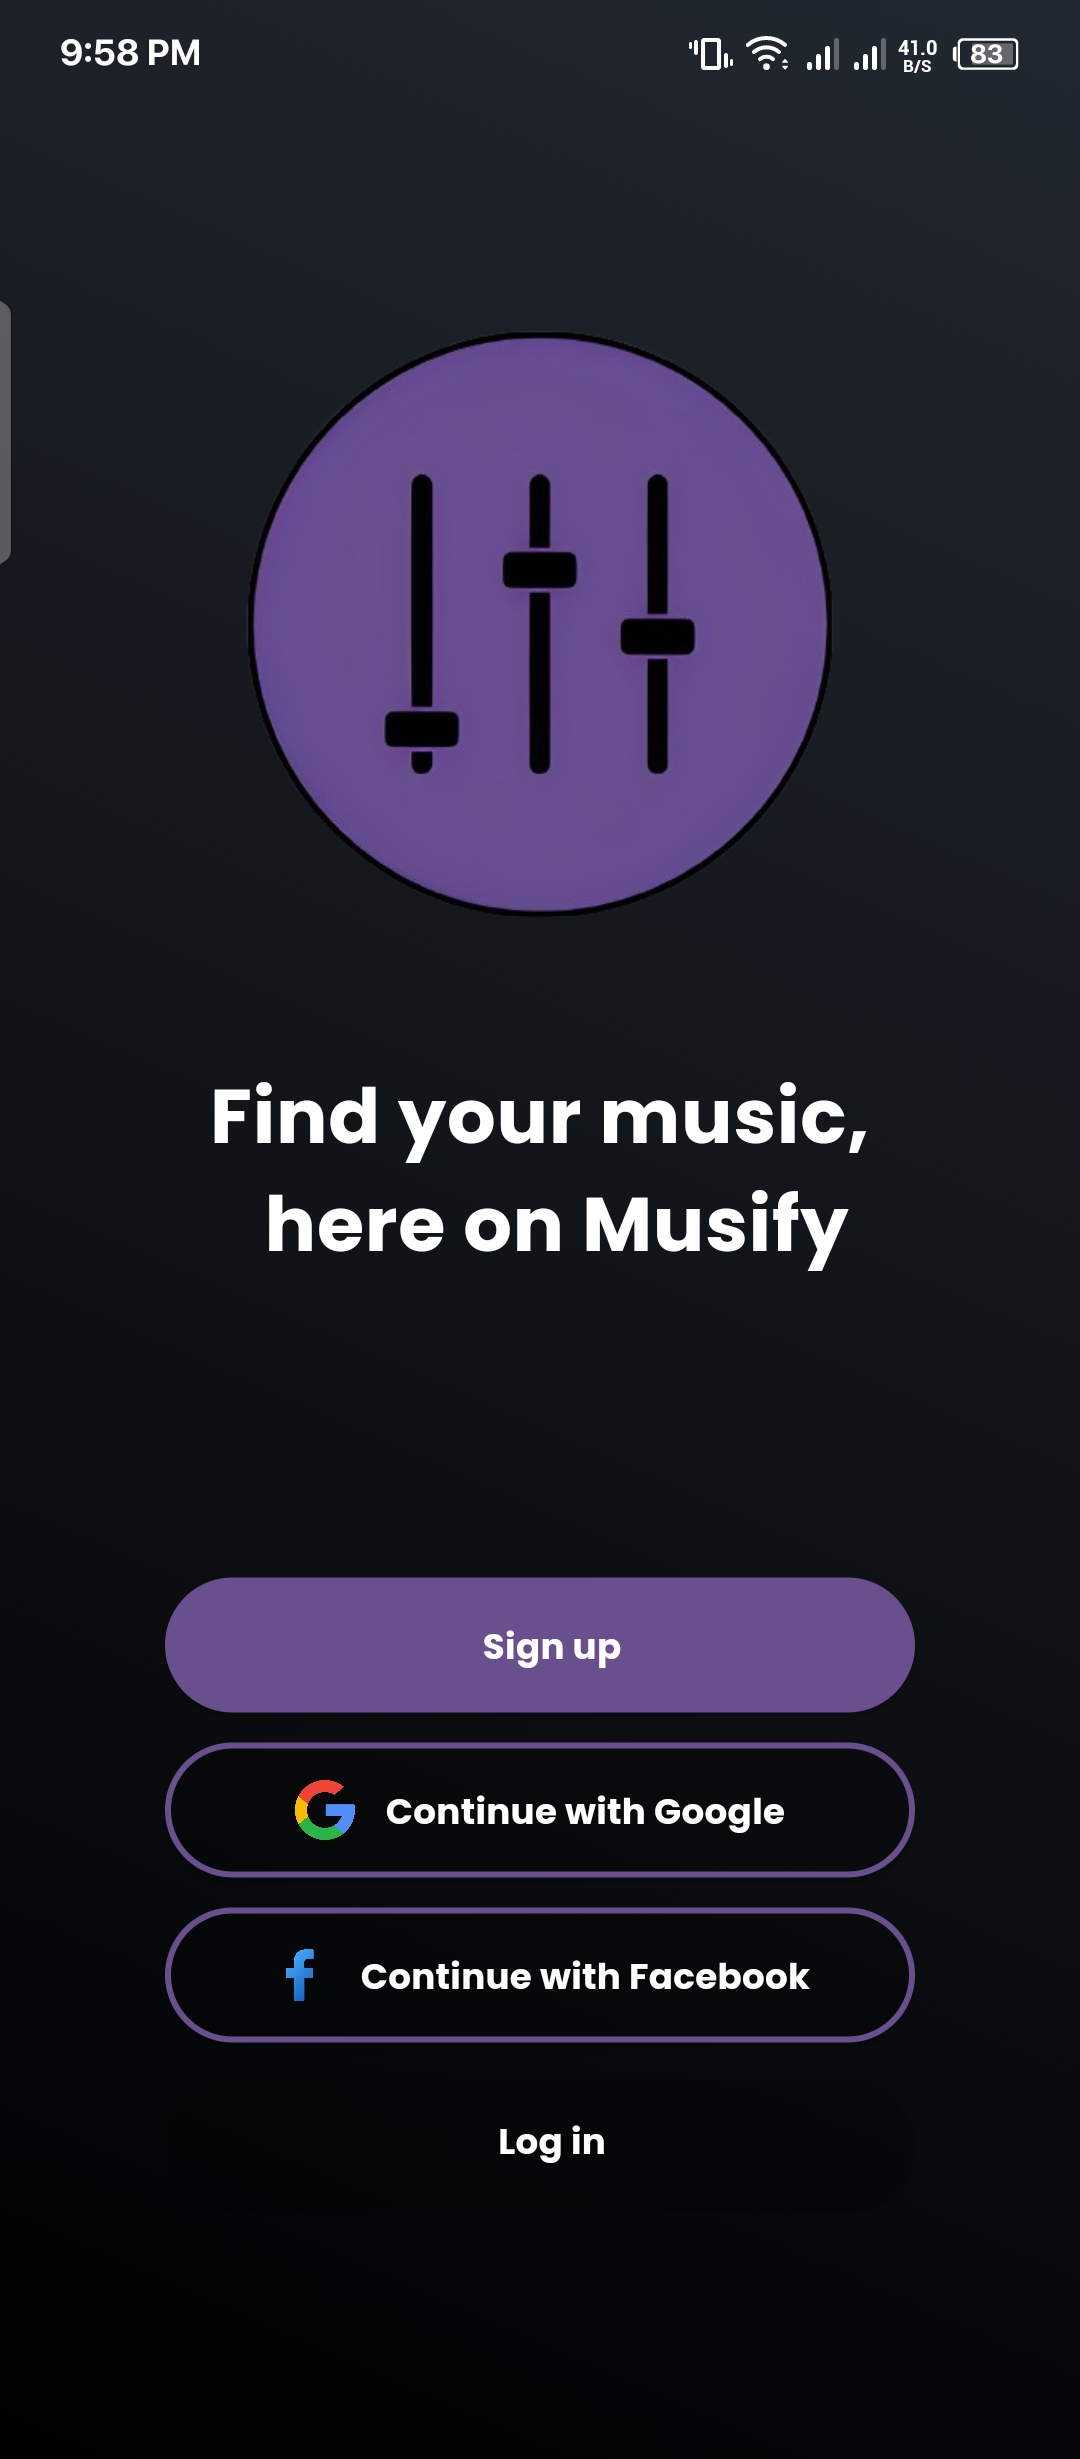 9:58 PM
41.0
B/S
83
Find your music,
here on Musify
Sign up
Continue with Google
Continue with Facebook
Log in